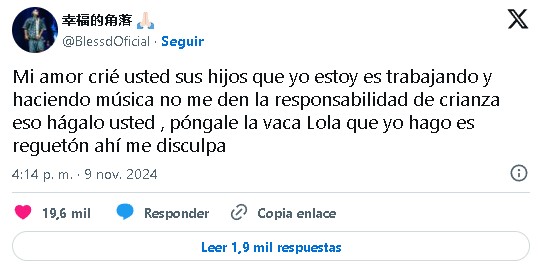 幸福的角落 🙏🏻
@BlessdOficial · Seguir
Mi amor crié usted sus hijos que yo estoy es trabajando y
haciendo música no me den la responsabilidad de crianza
eso hágalo usted , póngale la vaca Lola que yo hago es
reguetón ahí me disculpa
4:14 p. m. · 9 nov. 2024
19,6 mil Responder Copia enlace
Leer 1,9 mil respuestas